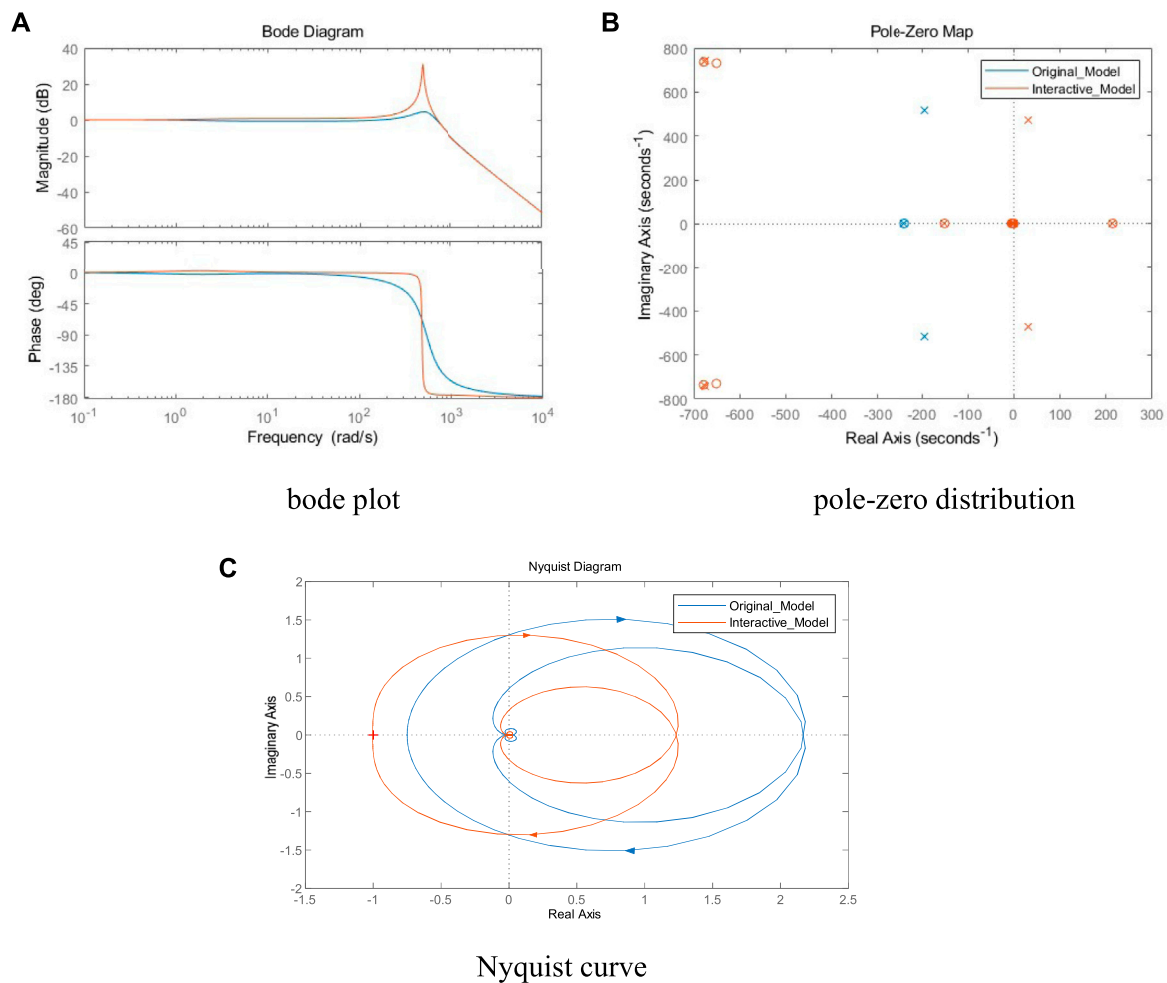 A
Bode Diagram
Magnitude (dB)
40
20
0
-20
-40
-60
Phase (deg)
45
0
-45
-90
-135
-180
10^-1 10^0 10^1 10^2 10^3 10^4
Frequency (rad/s)
bode plot
B
Pole-Zero Map
Original_Model
Interactive_Model
Imaginary Axis (seconds^-1)
800
600
400
200
0
-200
-400
-600
-800
-700 -600 -500 -400 -300 -200 -100 0 100 200 300
Real Axis (seconds^-1)
pole-zero distribution
C
Nyquist Diagram
Original_Model
Interactive_Model
Imaginary Axis
2
1.5
1
0.5
0
-0.5
-1
-1.5
-2
-1.5 -1 -0.5 0 0.5 1 1.5 2 2.5
Real Axis
Nyquist curve